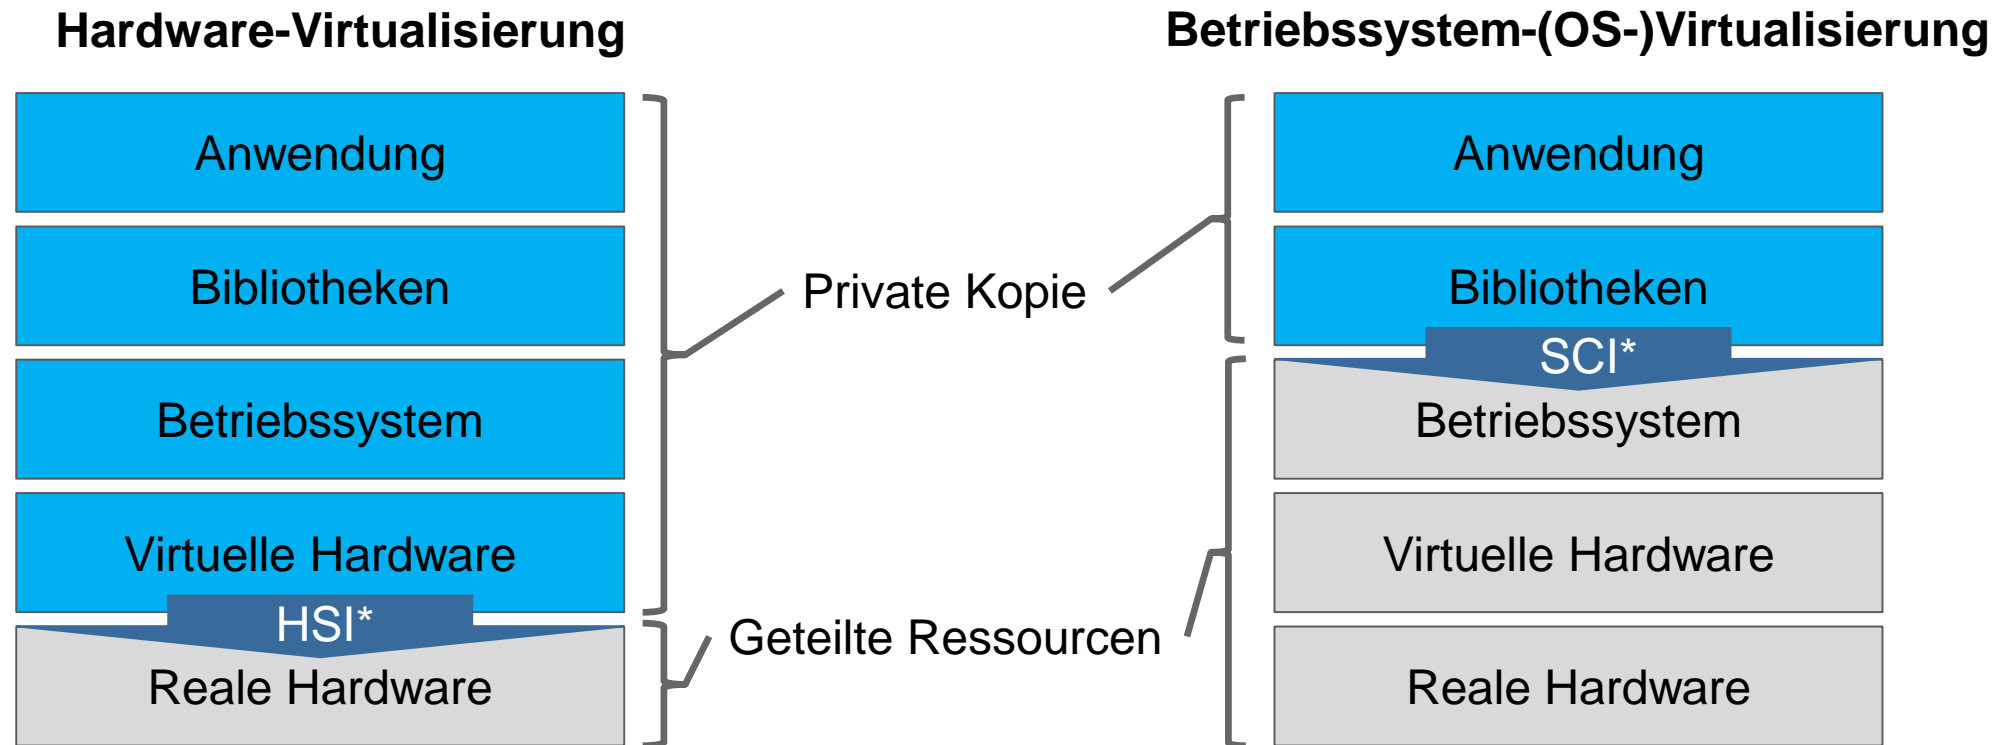 Hardware-Virtualisierung
Anwendung
Bibliotheken
Betriebssystem
Virtuelle Hardware
HSI*
Reale Hardware
Private Kopie
Geteilte Ressourcen
Betriebssystem-(OS-)Virtualisierung
Anwendung
Bibliotheken
SCI*
Betriebssystem
Virtuelle Hardware
Reale Hardware